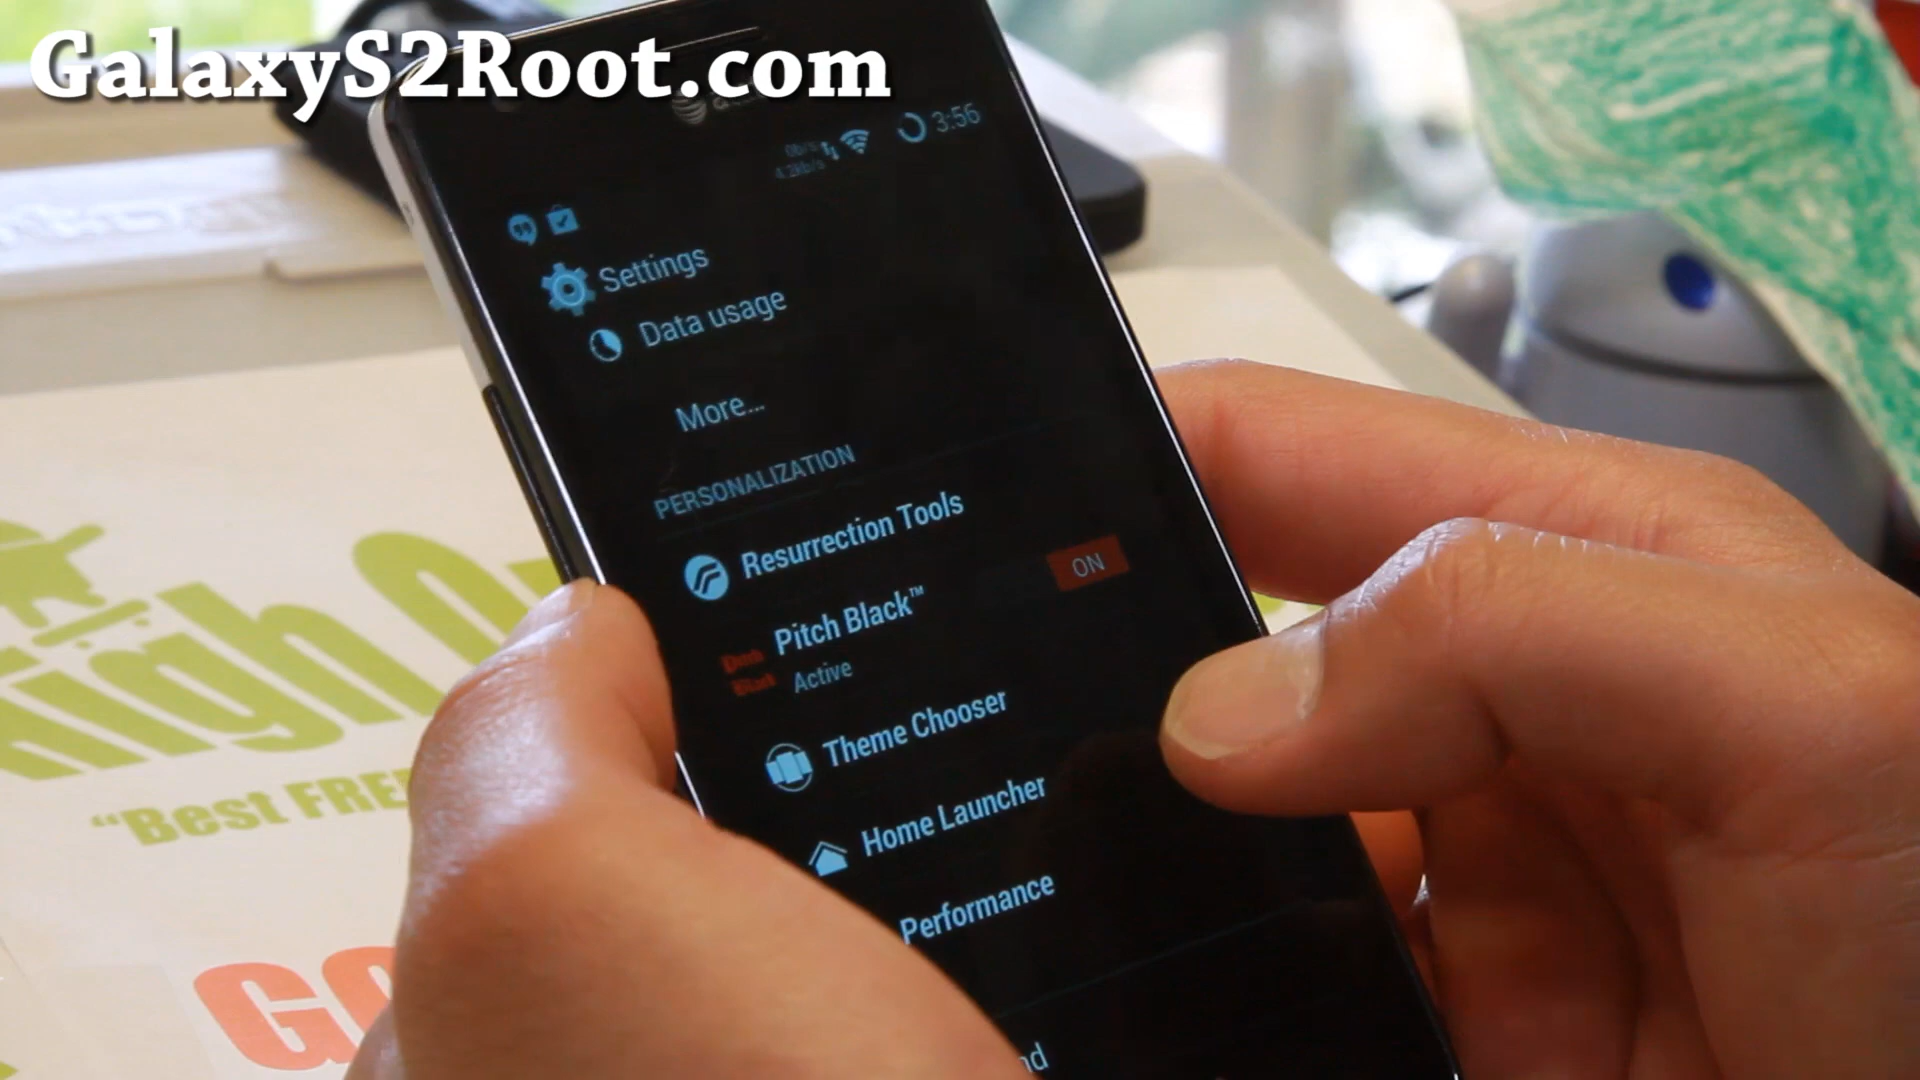 GalaxyS2Root.com
3:56
Settings
Data usage
More...
PERSONALIZATION
Resurrection Tools
Pitch Black™
ON
Active
Theme Chooser
Home Launcher
Performance
"Best FREE